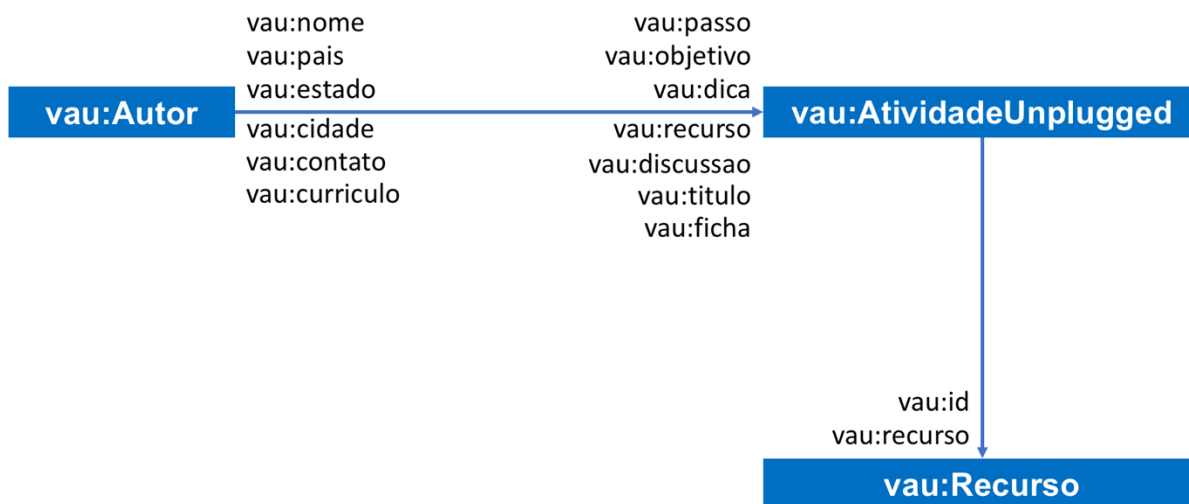 vau:nome
vau:pais
vau:estado
vau:Autor
vau:cidade
vau:contato
vau:curriculo
vau:passo
vau:objetivo
vau:dica
vau:recurso
vau:discussao
vau:titulo
vau:ficha
vau:AtividadeUnplugged
vau:id
vau:recurso
vau:Recurso